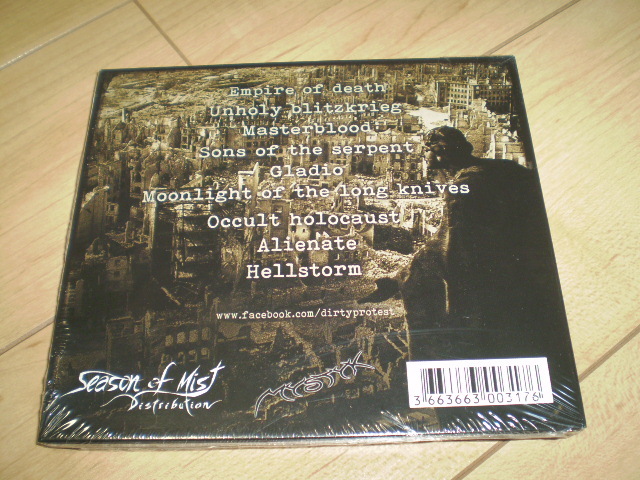 Empire of death
Unholy blitzkrieg
Masterblood
Sons of the serpent
Gladio
Moonlight of the long knives
Occult holocaust
Alienate
Hellstorm
www.facebook.com/dirtyprotest
Season of Mist
Distribution
3 663663 003176